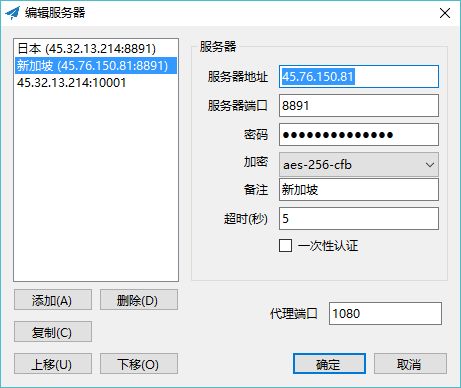 编辑服务器
日本 (45.32.13.214:8891)
新加坡 (45.76.150.81:8891)
45.32.13.214:10001
服务器
服务器地址 45.76.150.81
服务器端口 8891
密码 ●●●●●●●●●●●●●●
加密 aes-256-cfb
备注 新加坡
超时(秒) 5
一次性认证
添加(A) 删除(D)
复制(C)
代理端口 1080
上移(U) 下移(O)
确定 取消